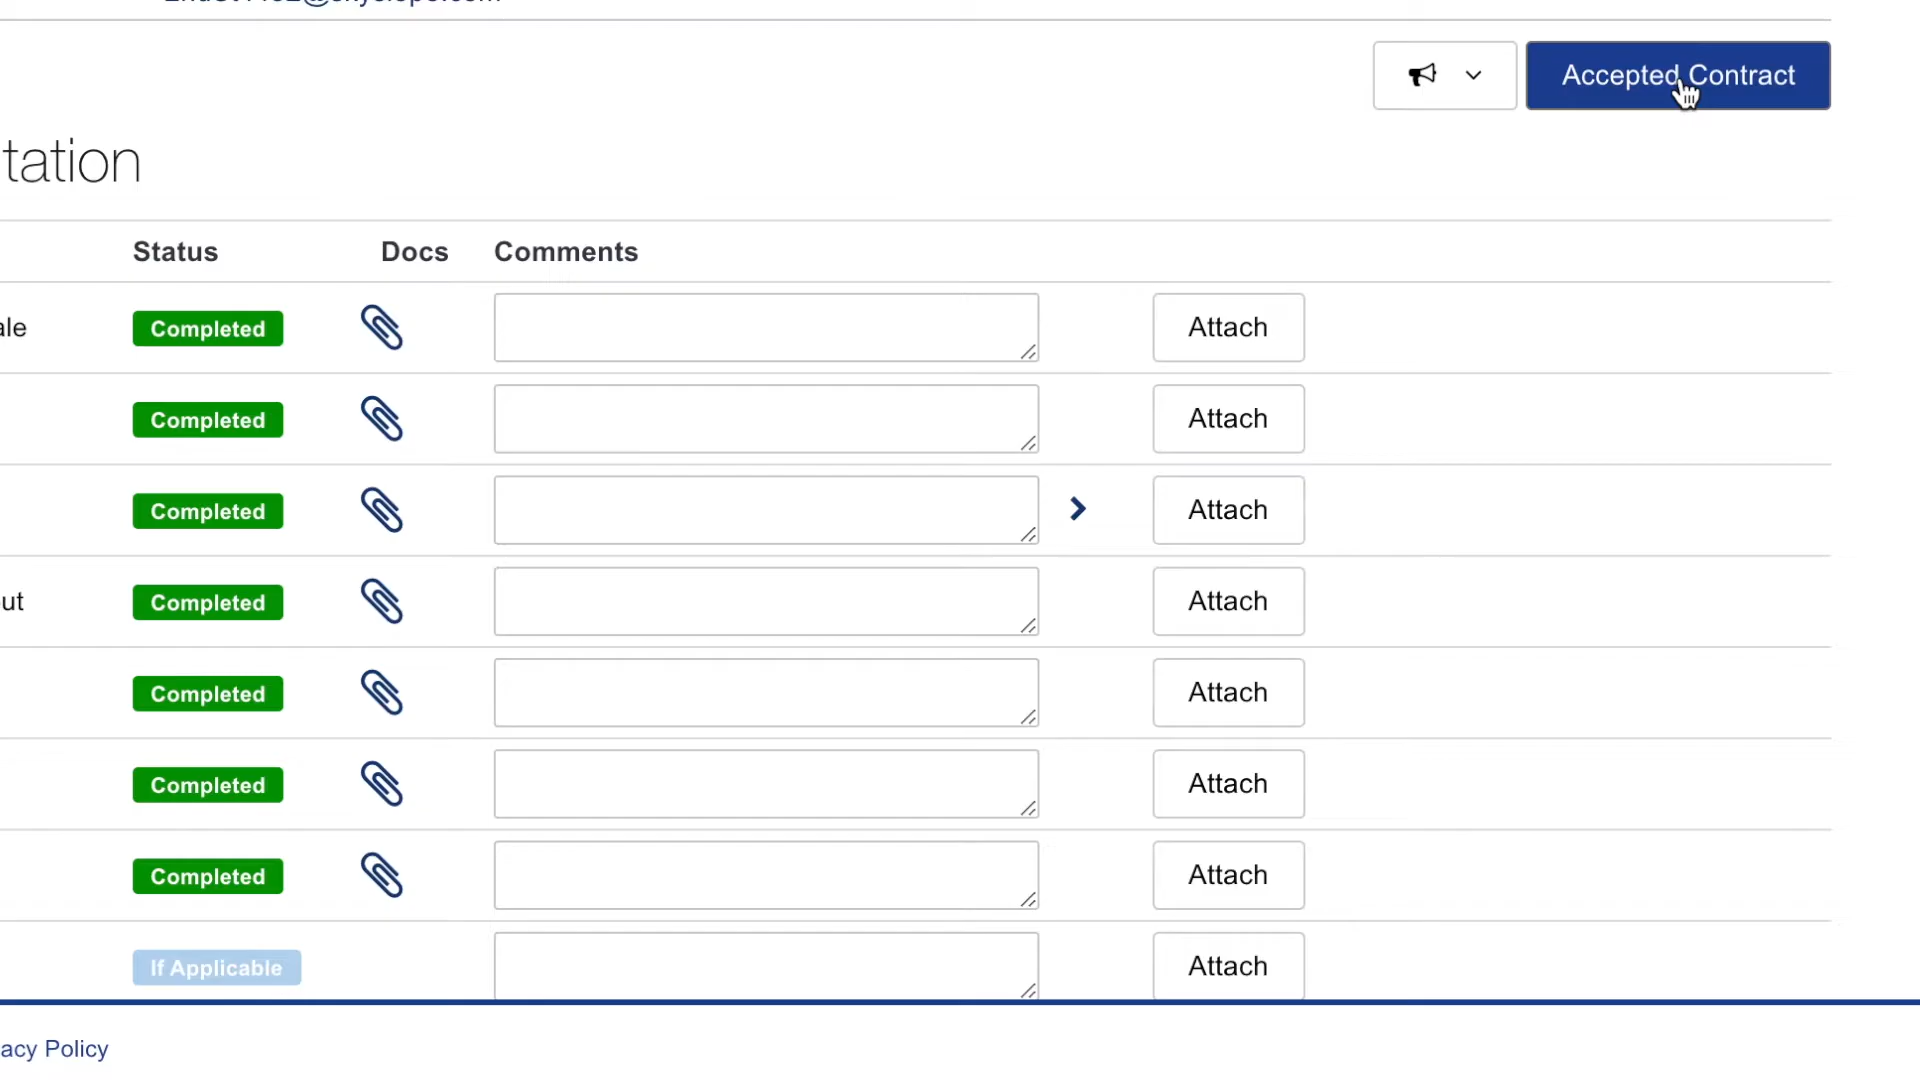 Accepted Contract
tation
Status Docs Comments
ale Completed Attach
Completed Attach
Completed Attach
ut Completed Attach
Completed Attach
Completed Attach
Completed Attach
If Applicable Attach
acy Policy